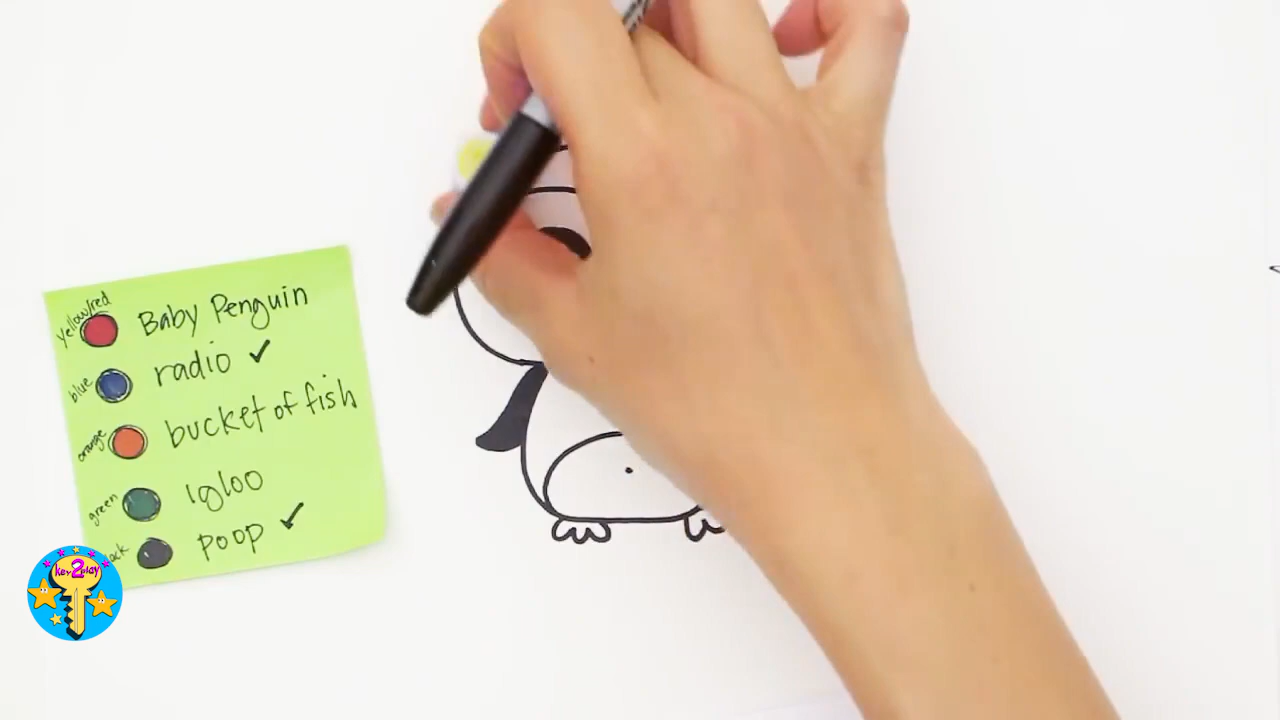 yellow/red Baby Penguin
blue radio ✓
orange bucket of fish
green Igloo
poop ✓
key2play